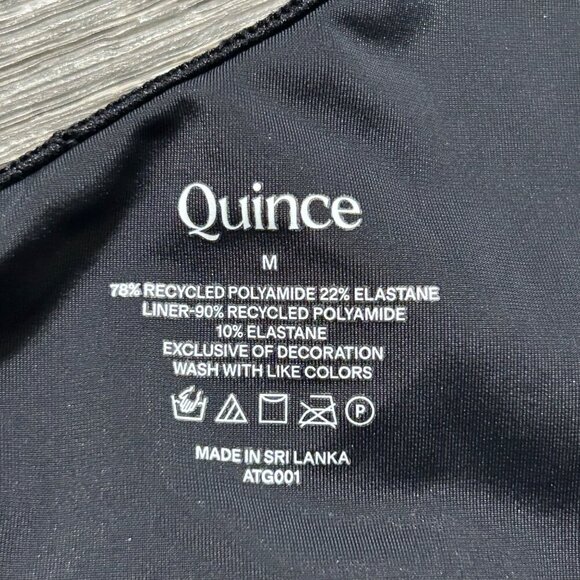 Quince
M
78% RECYCLED POLYAMIDE 22% ELASTANE
LINER-90% RECYCLED POLYAMIDE
10% ELASTANE
EXCLUSIVE OF DECORATION
WASH WITH LIKE COLORS
P
MADE IN SRI LANKA
ATG001